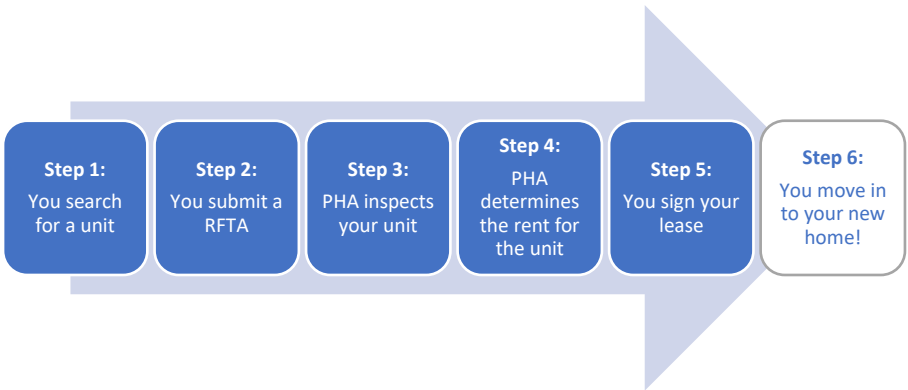 Step 1:
You search
for a unit
Step 2:
You submit a
RFTA
Step 3:
PHA inspects
your unit
Step 4:
PHA
determines
the rent for
the unit
Step 5:
You sign your
lease
Step 6:
You move in
to your new
home!